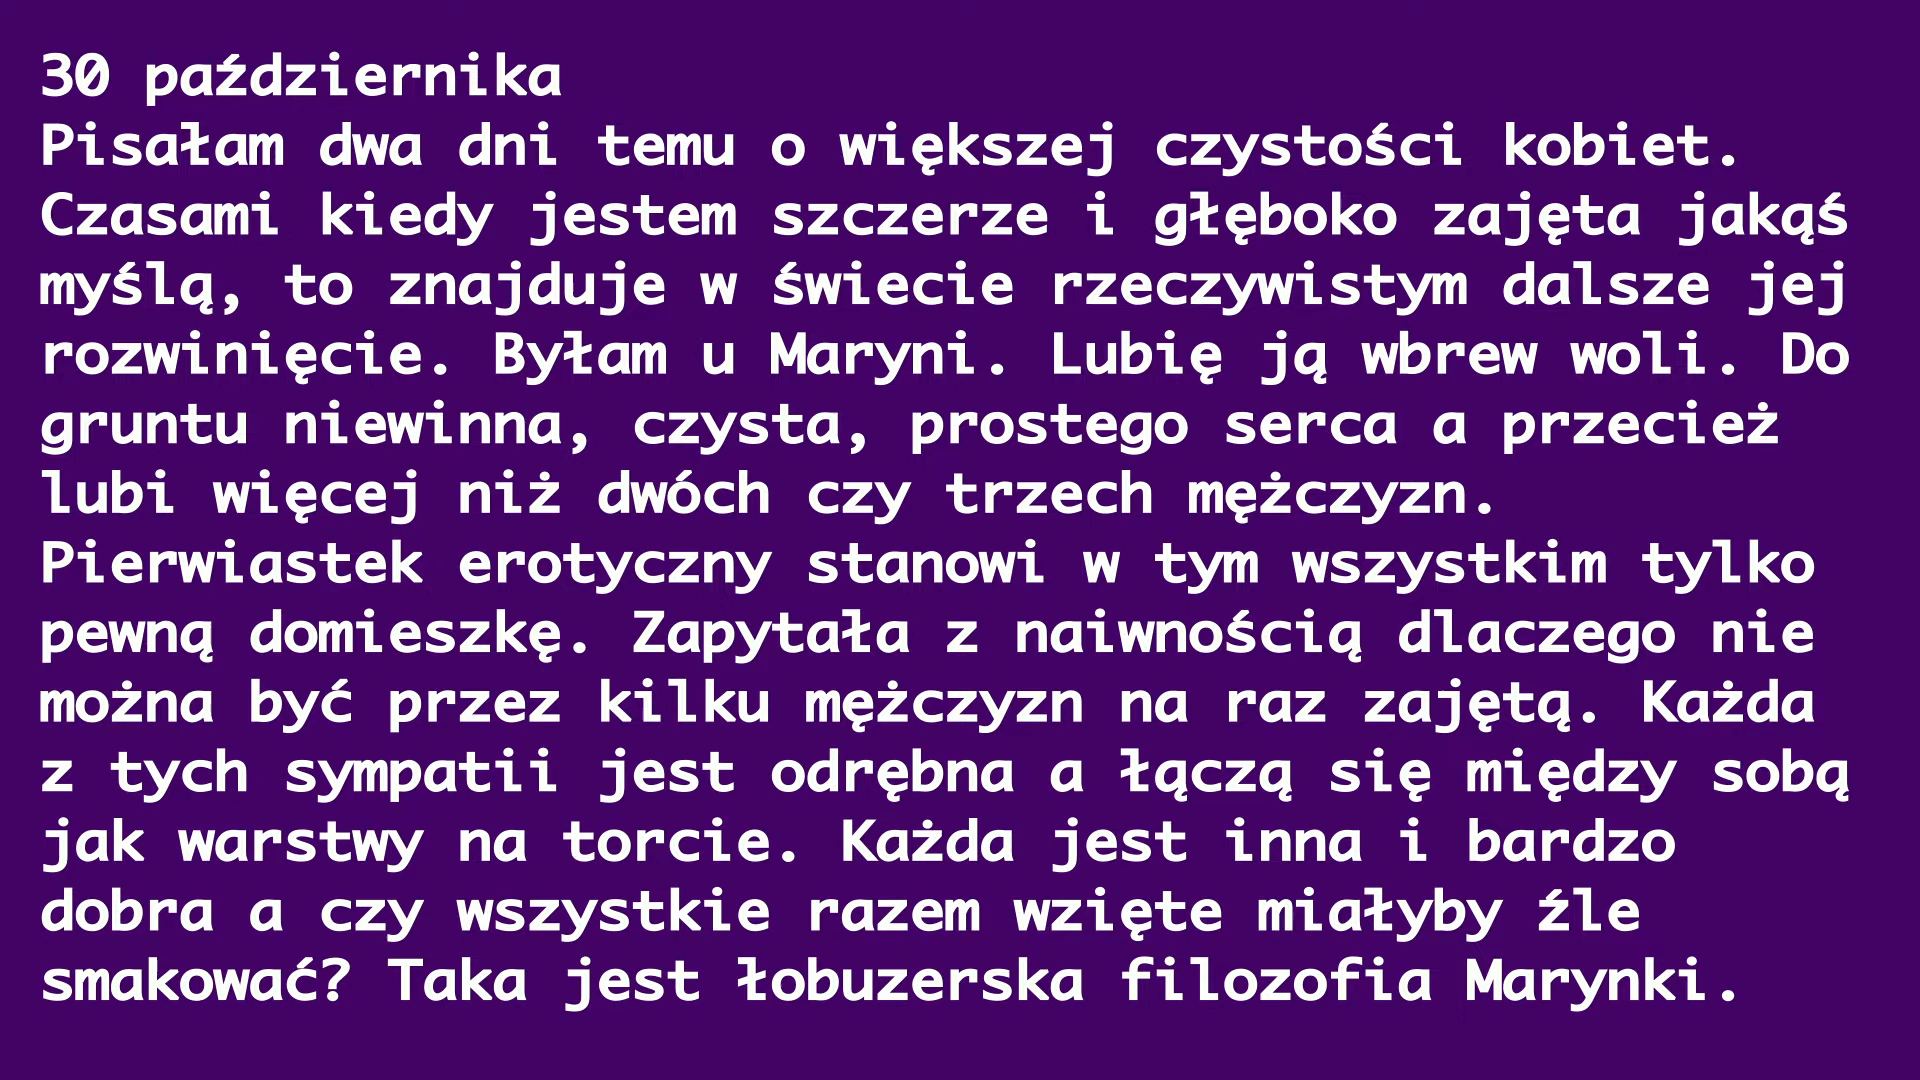 30 października
Pisałam dwa dni temu o większej czystości kobiet.
Czasami kiedy jestem szczerze i głęboko zajęta jakąś
myślą, to znajduje w świecie rzeczywistym dalsze jej
rozwinięcie. Byłam u Maryni. Lubię ją wbrew woli. Do
gruntu niewinna, czysta, prostego serca a przecież
lubi więcej niż dwóch czy trzech mężczyzn.
Pierwiastek erotyczny stanowi w tym wszystkim tylko
pewną domieszkę. Zapytała z naiwnością dlaczego nie
można być przez kilku mężczyzn na raz zajętą. Każda
z tych sympatii jest odrębna a łączą się między sobą
jak warstwy na torcie. Każda jest inna i bardzo
dobra a czy wszystkie razem wzięte miałyby źle
smakować? Taka jest łobuzerska filozofia Marynki.